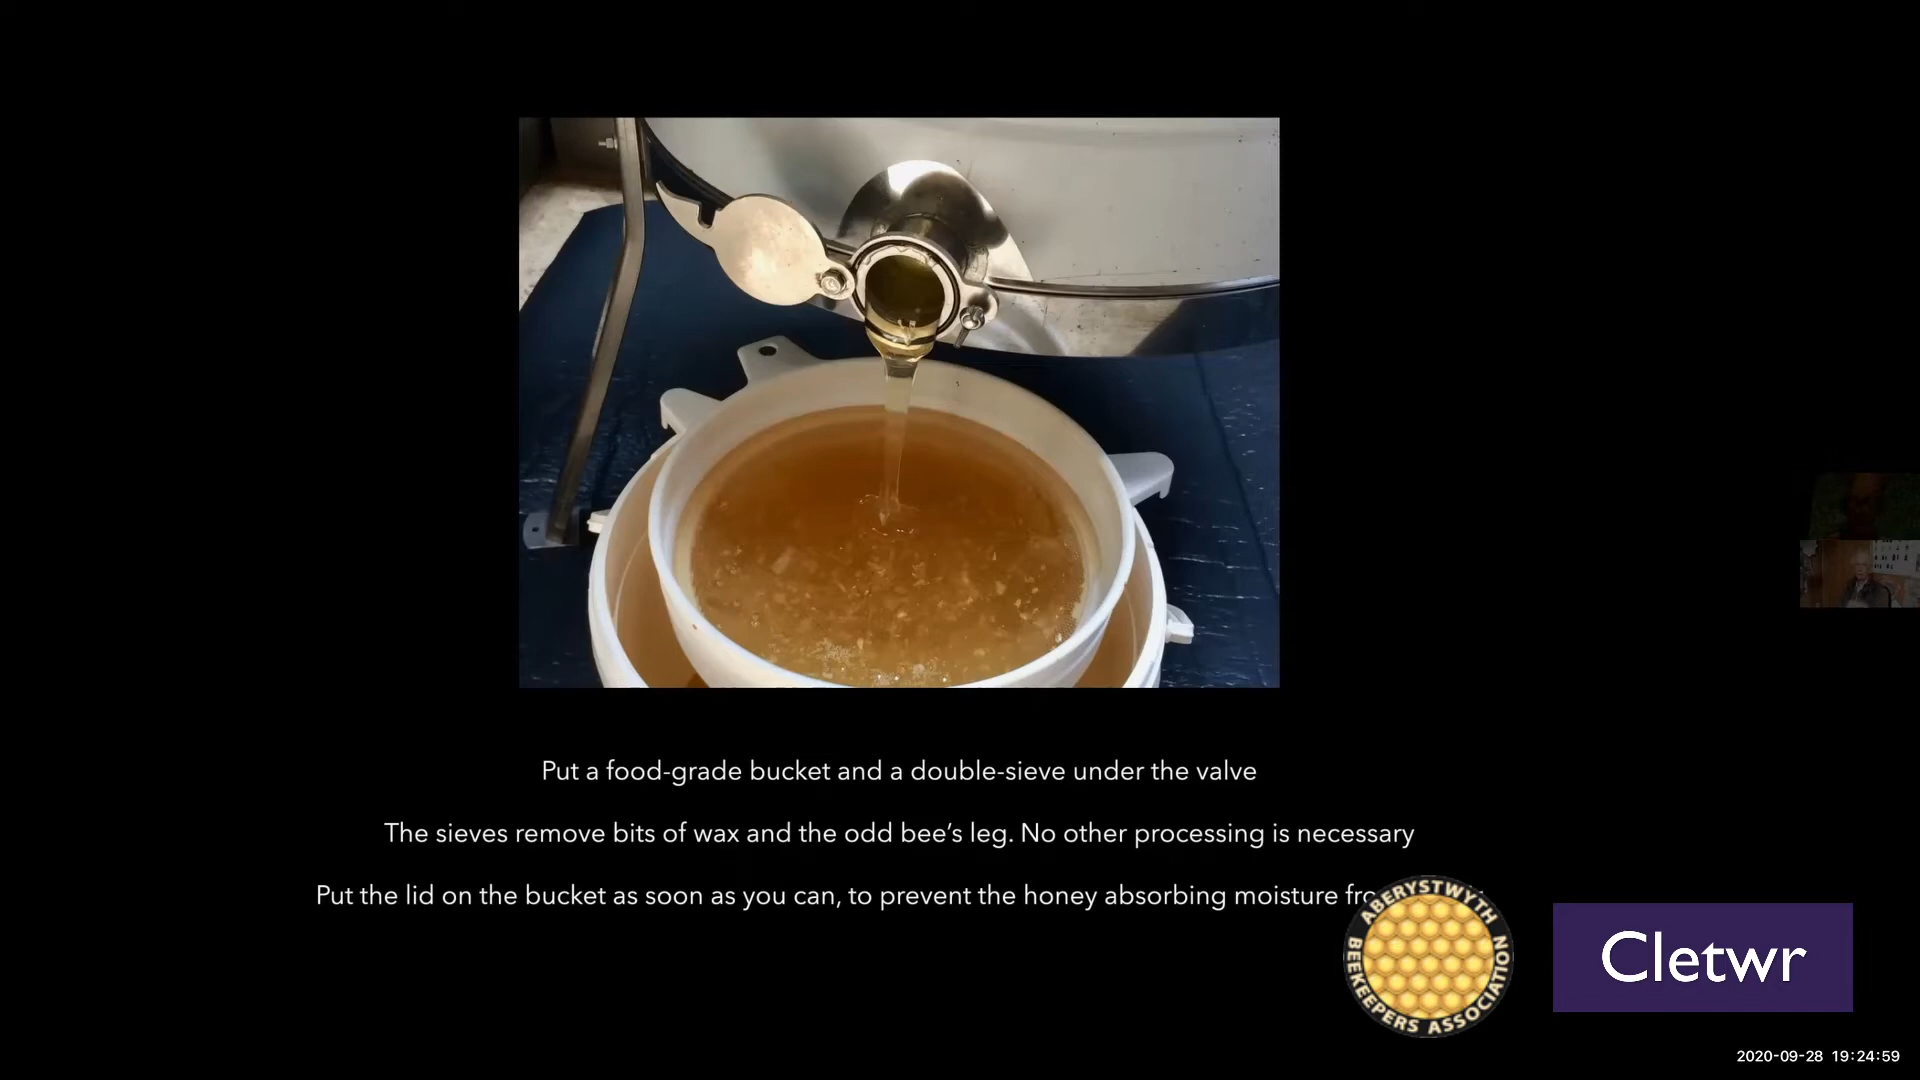 Put a food-grade bucket and a double-sieve under the valve
The sieves remove bits of wax and the odd bee’s leg. No other processing is necessary
Put the lid on the bucket as soon as you can, to prevent the honey absorbing moisture
ABERYSTWYTH
BEEKEEPERS ASSOCIATION
Cletwr
2020-09-28 19:24:59